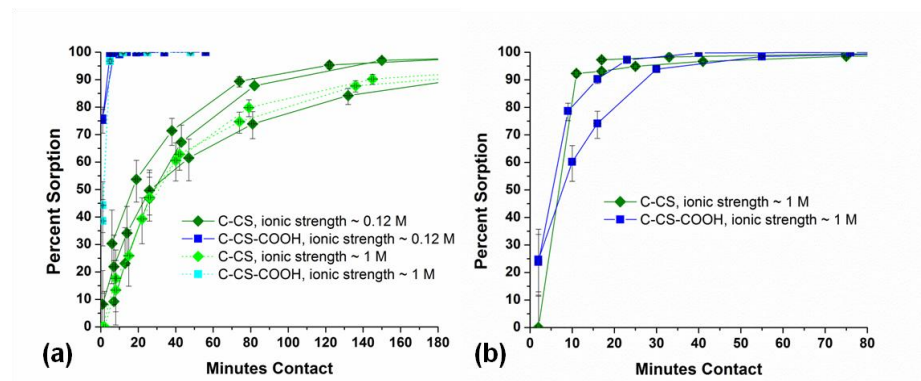 100
90
80
70
60
50
40
30
20
10
0
Percent Sorption
C-CS, ionic strength ~ 0.12 M
C-CS-COOH, ionic strength ~ 0.12 M
C-CS, ionic strength ~ 1 M
C-CS-COOH, ionic strength ~ 1 M
0 20 40 60 80 100 120 140 160 180
(a)
Minutes Contact
100
90
80
70
60
50
40
30
20
10
0
Percent Sorption
C-CS, ionic strength ~ 1 M
C-CS-COOH, ionic strength ~ 1 M
0 10 20 30 40 50 60 70 80
(b)
Minutes Contact